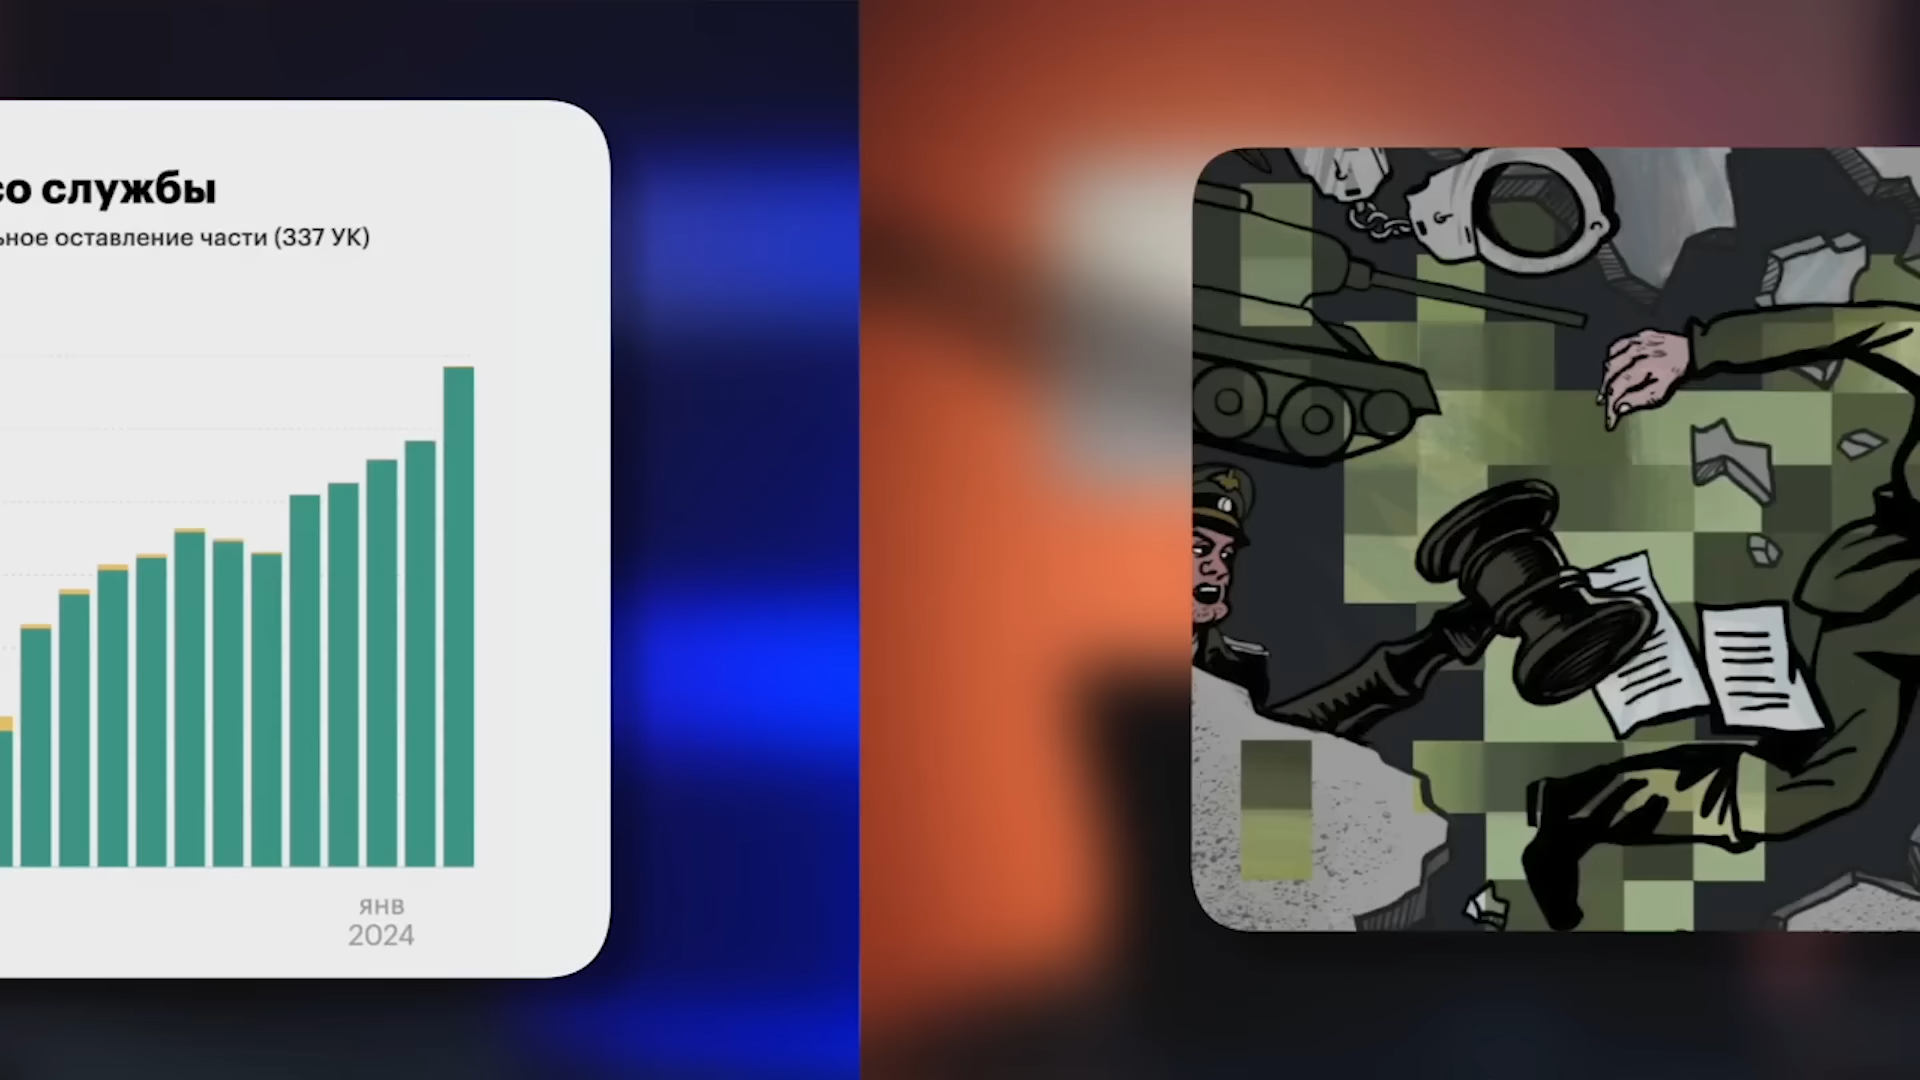 со службы
ьное оставление части (337 УК)
янв
2024